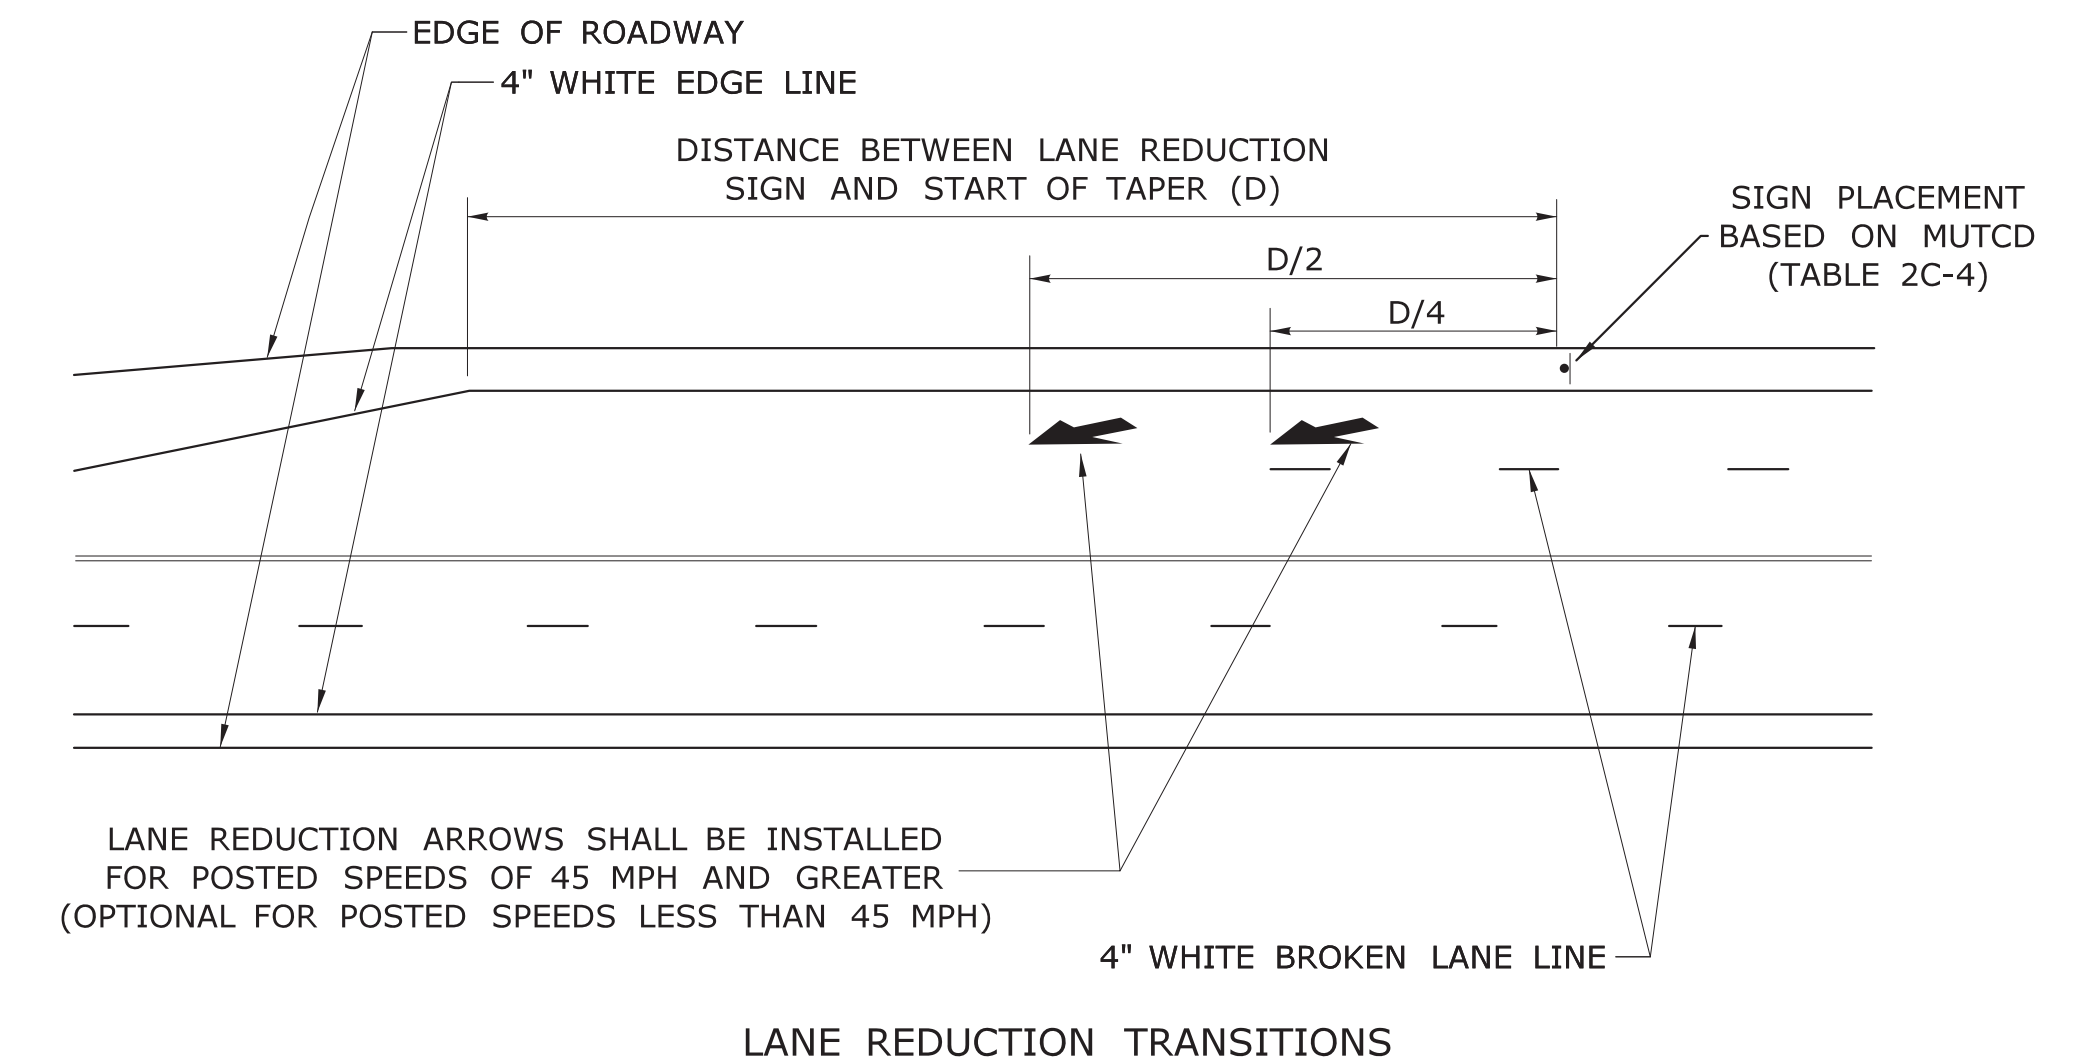 EDGE OF ROADWAY
4" WHITE EDGE LINE
DISTANCE BETWEEN LANE REDUCTION
SIGN AND START OF TAPER (D)
SIGN PLACEMENT
BASED ON MUTCD
(TABLE 2C-4)
D/2
D/4
LANE REDUCTION ARROWS SHALL BE INSTALLED
FOR POSTED SPEEDS OF 45 MPH AND GREATER
(OPTIONAL FOR POSTED SPEEDS LESS THAN 45 MPH)
4" WHITE BROKEN LANE LINE
LANE REDUCTION TRANSITIONS